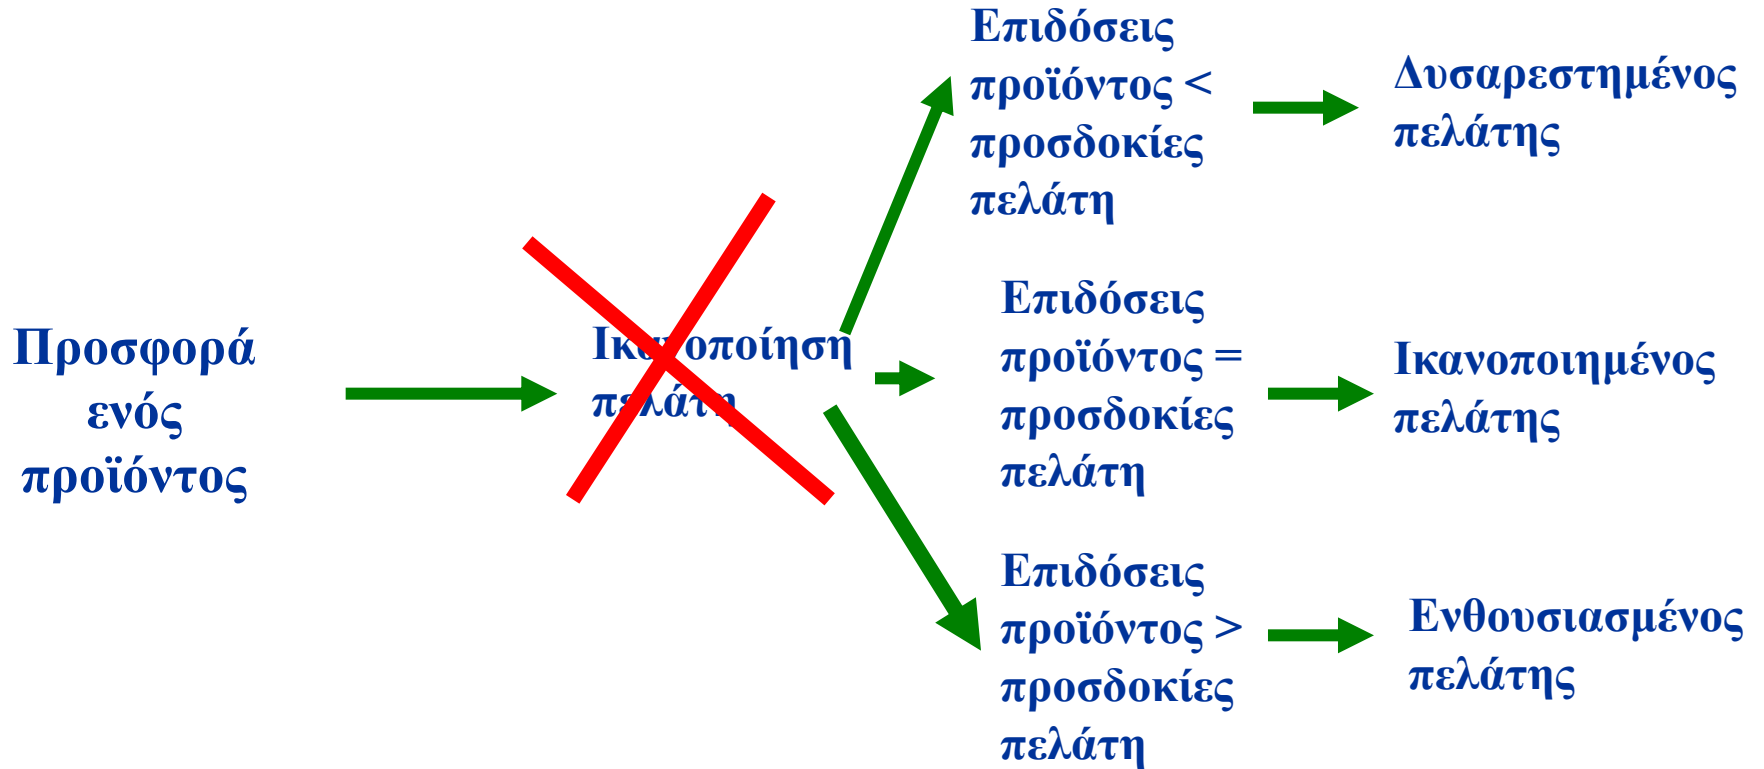 Προσφορά
ενός
προϊόντος
Ικανοποίηση
πελάτη
Επιδόσεις
προϊόντος <
προσδοκίες
πελάτη
Δυσαρεστημένος
πελάτης
Επιδόσεις
προϊόντος =
προσδοκίες
πελάτη
Ικανοποιημένος
πελάτης
Επιδόσεις
προϊόντος >
προσδοκίες
πελάτη
Ενθουσιασμένος
πελάτης